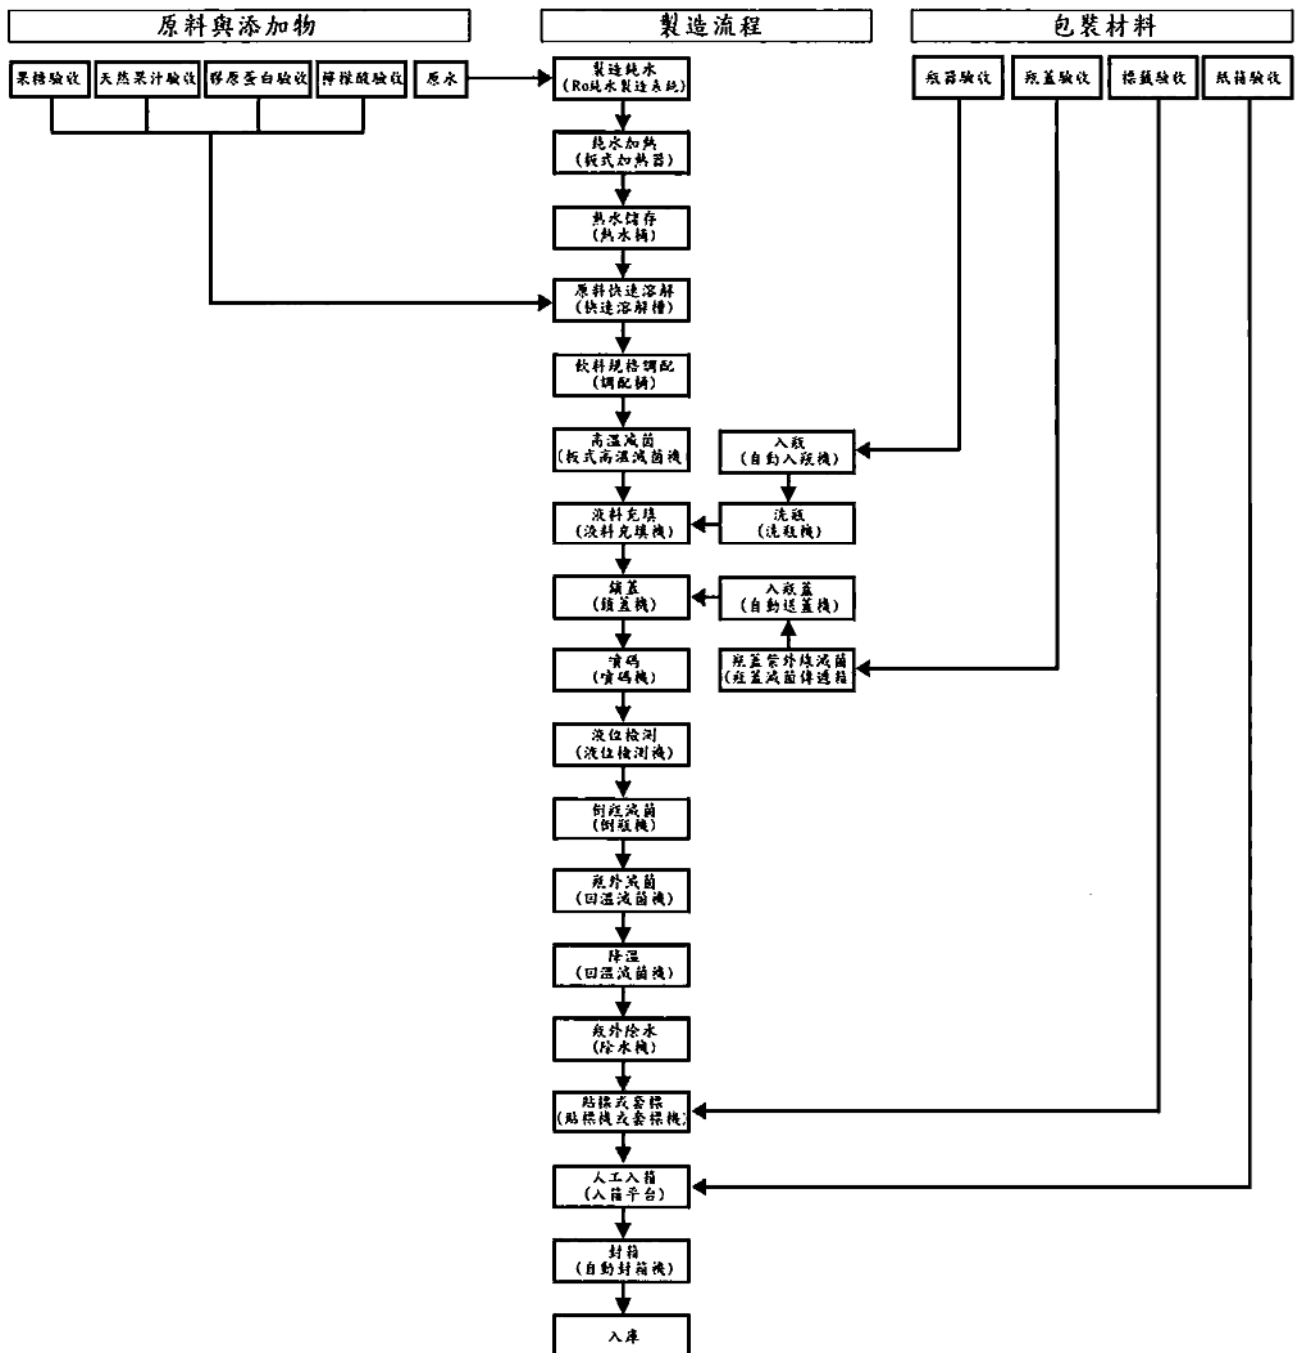 原料與添加物
製造流程
包裝材料
果糖驗收
天然果汁驗收
膠原蛋白驗收
檸檬酸驗收
原水
製造純水
(Ro純水製造系統)
瓶器驗收
瓶蓋驗收
標籤驗收
紙箱驗收
純水加熱
(板式加熱器)
熱水儲存
(熱水桶)
原料快速溶解
(快速溶解槽)
飲料規格調配
(調配桶)
高溫滅菌
(板式高溫滅菌機
入瓶
(自動入瓶機)
液料充填
(液料充填機)
洗瓶
(洗瓶機)
鎖蓋
(鎖蓋機)
入瓶蓋
(自動送蓋機)
噴碼
(噴碼機)
瓶蓋紫外線滅菌
(瓶蓋滅菌傳遞箱
液位檢測
(液位檢測機)
倒瓶滅菌
(倒瓶機)
瓶外滅菌
(回溫滅菌機)
降溫
(回溫滅菌機)
瓶外除水
(除水機)
貼標或套標
(貼標機或套標機)
人工入箱
(入箱平台)
封箱
(自動封箱機)
入庫